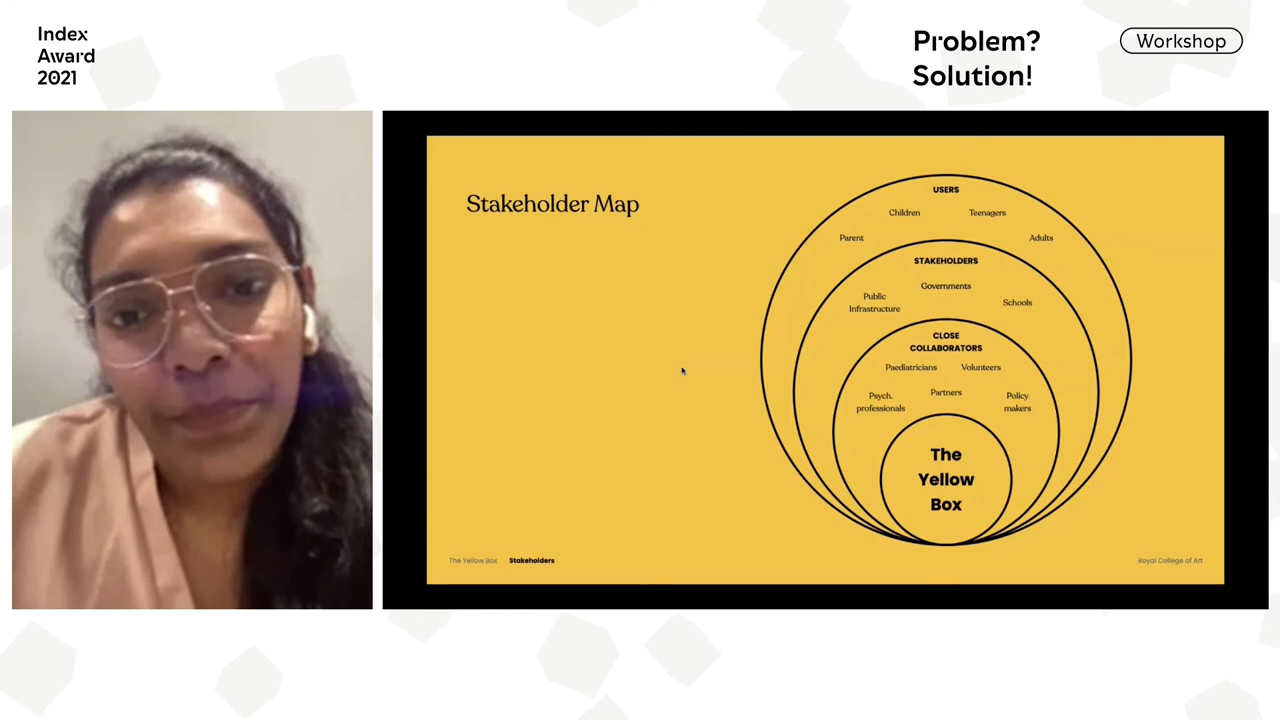 Index
Award
2021
Problem?
Solution!
Workshop
Stakeholder Map
USERS
Children Teenagers
Parent Adults
STAKEHOLDERS
Governments
Public
Infrastructure
Schools
CLOSE
COLLABORATORS
Paediatricians Volunteers
Psych.
professionals
Partners
Policy
makers
The
Yellow
Box
The Yellow Box Stakeholders
Royal College of Art